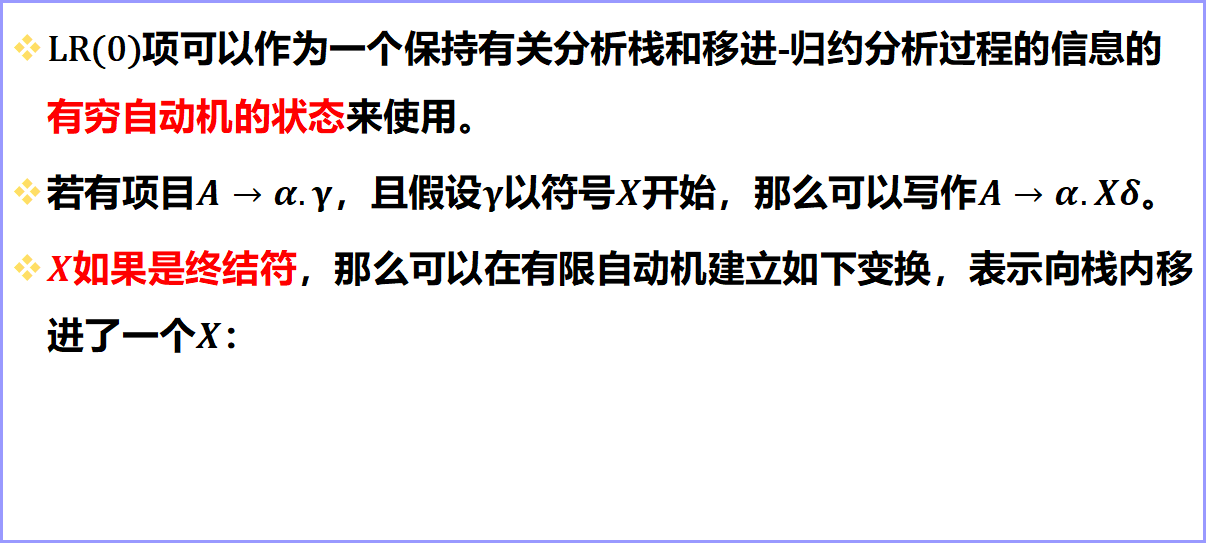 LR(0)项可以作为一个保持有关分析栈和移进-归约分析过程的信息的
有穷自动机的状态来使用。
若有项目A → α.γ，且假设γ以符号X开始，那么可以写作A → α.Xδ。
X如果是终结符，那么可以在有限自动机建立如下变换，表示向栈内移
进了一个X：